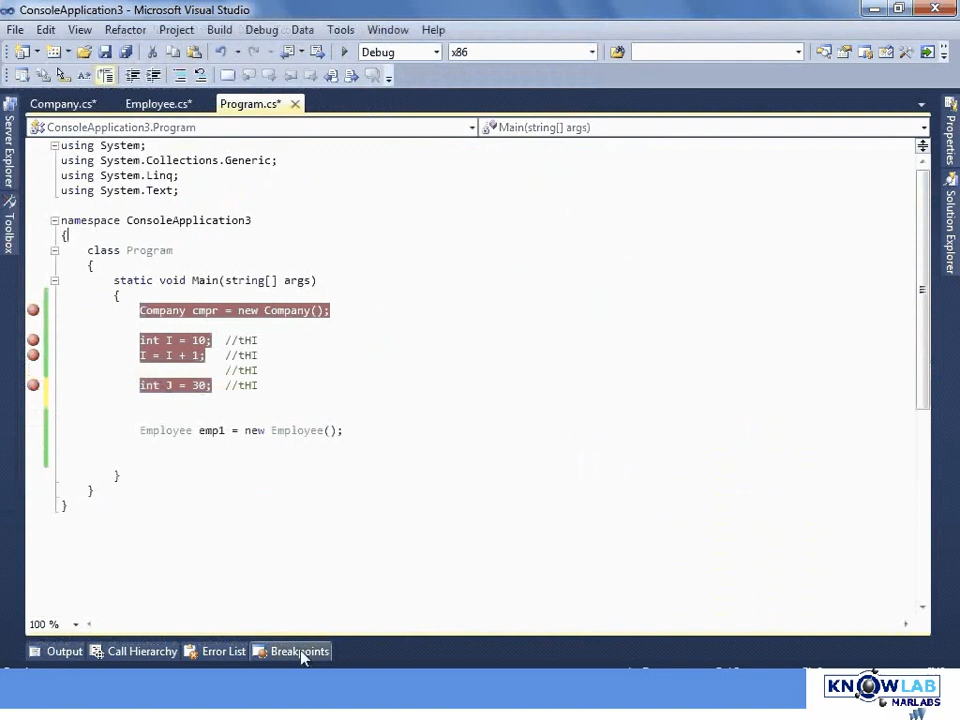 ConsoleApplication3 - Microsoft Visual Studio
File Edit View Refactor Project Build Debug Data Tools Window Help
Debug x86
Company.cs* Employee.cs* Program.cs*
ConsoleApplication3.Program Main(string[] args)
Server Explorer
Toolbox
Properties
Solution Explorer
using System;
using System.Collections.Generic;
using System.Linq;
using System.Text;
namespace ConsoleApplication3
{
class Program
{
static void Main(string[] args)
{
Company cmpr = new Company();
int I = 10; //tHI
I = I + 1; //tHI
//tHI
int J = 30; //tHI
Employee emp1 = new Employee();
}
}
}
100 %
Output Call Hierarchy Error List Breakpoints
KNOWLAB
MARLABS